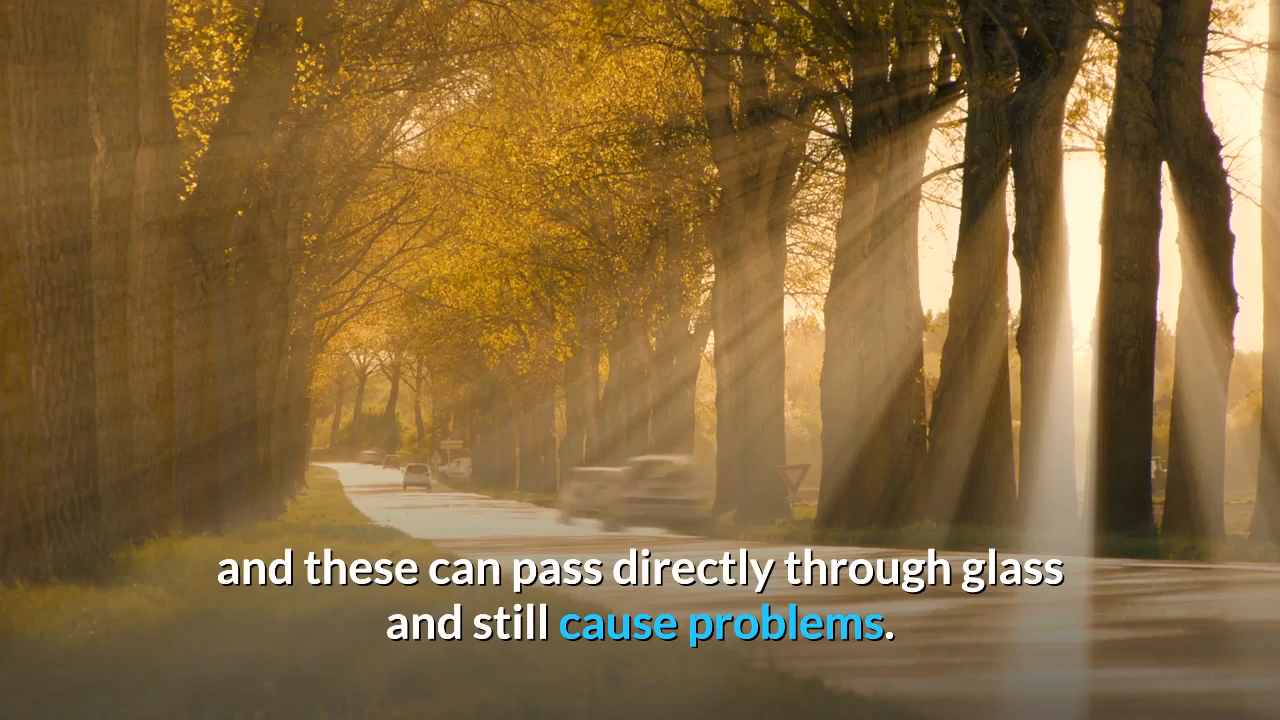 and these can pass directly through glass
and still cause problems.